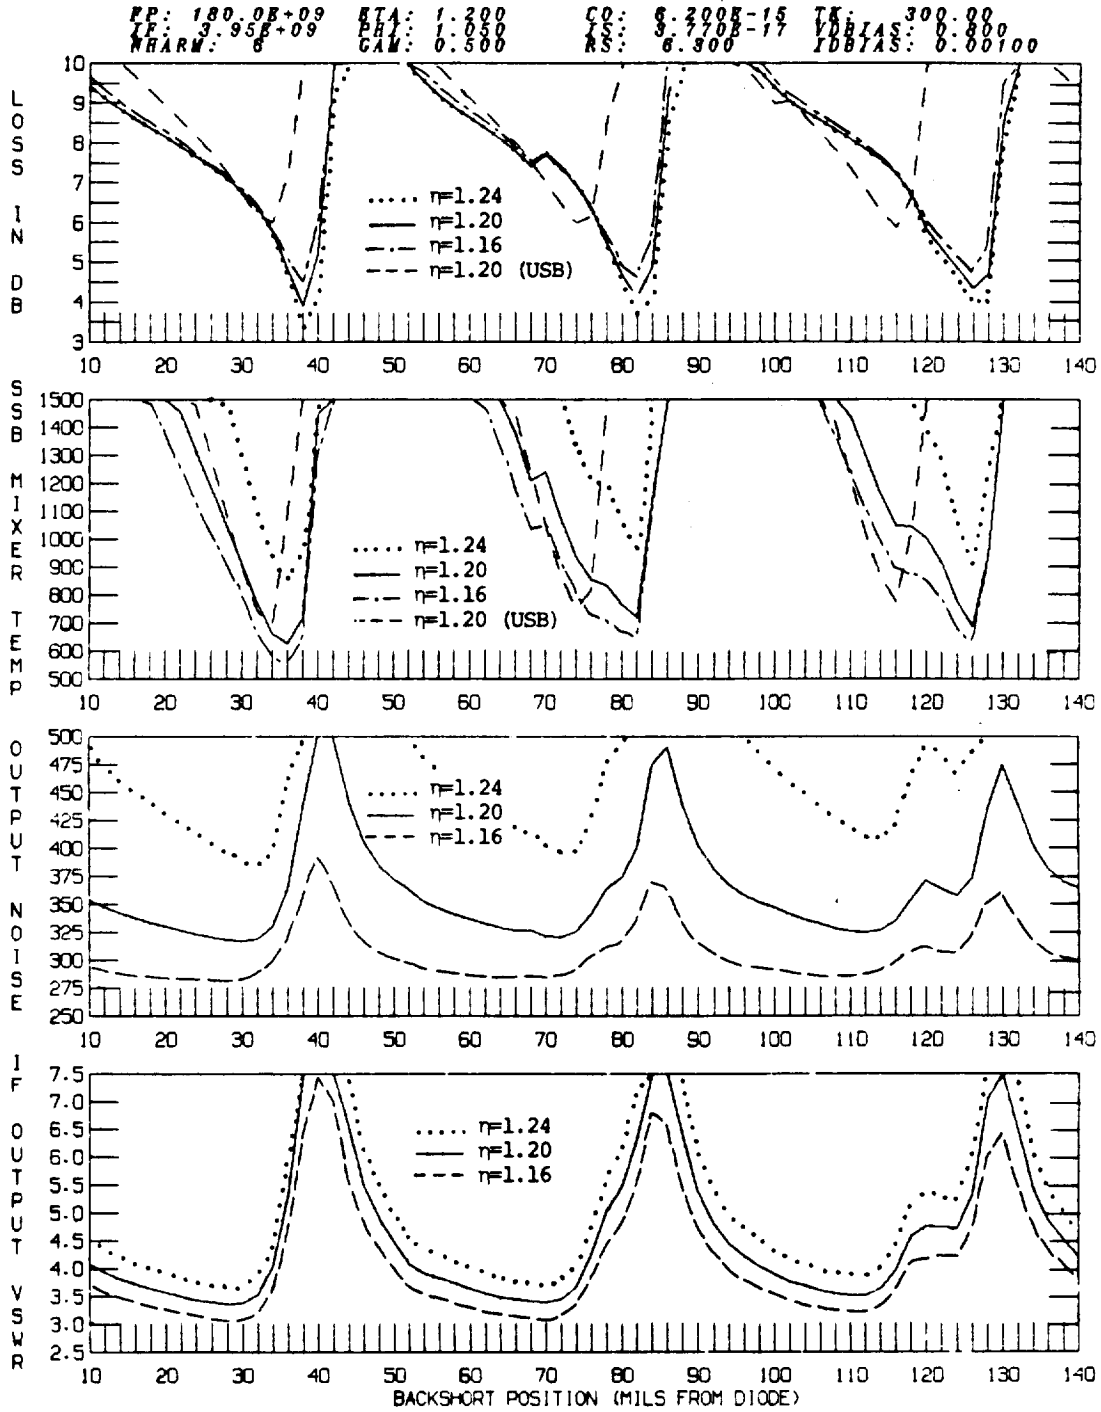 FP: 180.0E+09 ETA: 1.200 CO: 6.200E-15 TK: 300.00
IF: 3.95E+09 PHI: 1.050 IS: 3.770E-17 VDBIAS: 0.800
NHARM: 6 GAM: 0.500 RS: 6.300 IDBIAS: 0.00100
LOSS IN DB
10
9
8
7
6
5
4
3
η=1.24
η=1.20
η=1.16
η=1.20 (USB)
10 20 30 40 50 60 70 80 90 100 110 120 130 140
SSB MIXER TEMP
1500
1400
1300
1200
1100
1000
900
800
700
600
500
η=1.24
η=1.20
η=1.16
η=1.20 (USB)
10 20 30 40 50 60 70 80 90 100 110 120 130 140
OUTPUT NOISE
500
475
450
425
400
375
350
325
300
275
250
η=1.24
η=1.20
η=1.16
10 20 30 40 50 60 70 80 90 100 110 120 130 140
IF OUTPUT VSWR
7.5
7.0
6.5
6.0
5.5
5.0
4.5
4.0
3.5
3.0
2.5
η=1.24
η=1.20
η=1.16
10 20 30 40 50 60 70 80 90 100 110 120 130 140
BACKSHORT POSITION (MILS FROM DIODE)